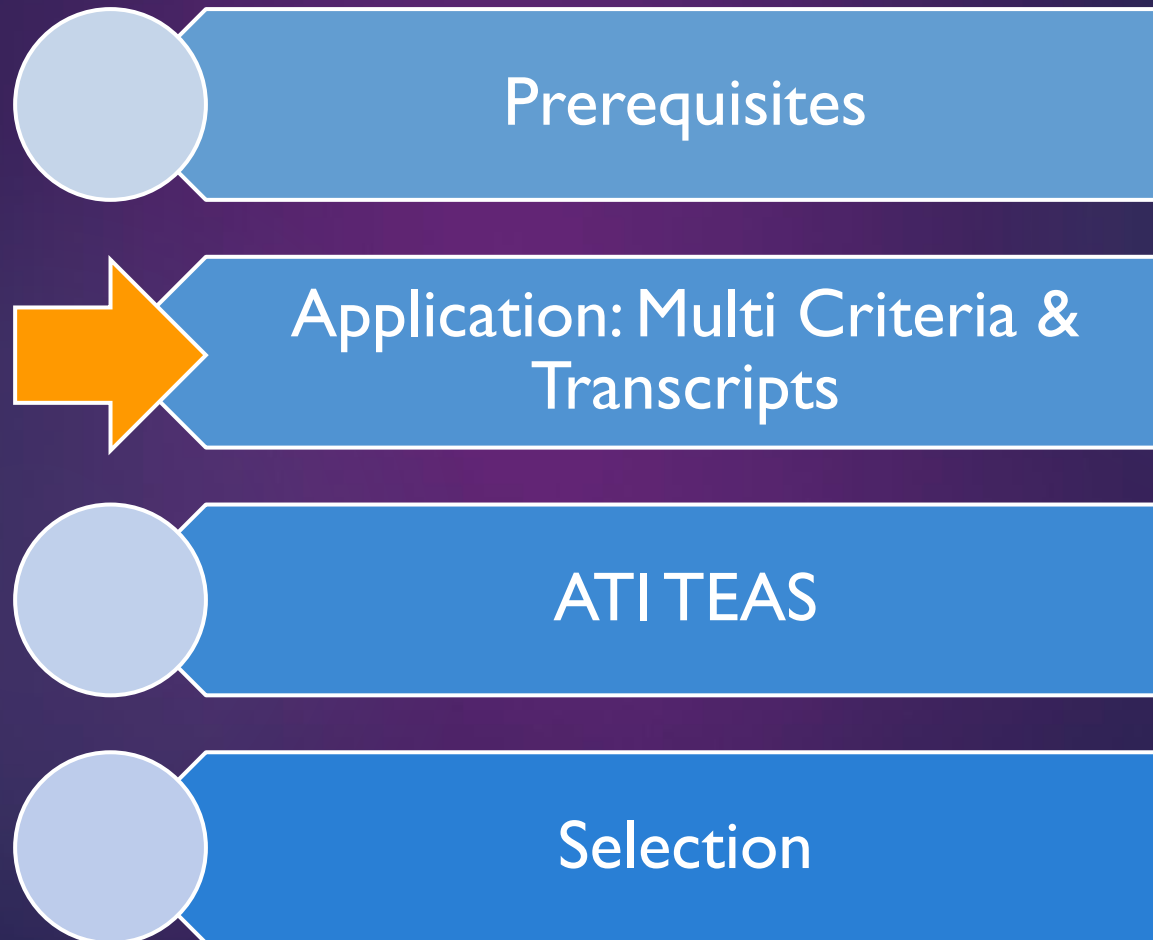 Prerequisites
Application: Multi Criteria &
Transcripts
ATI TEAS
Selection